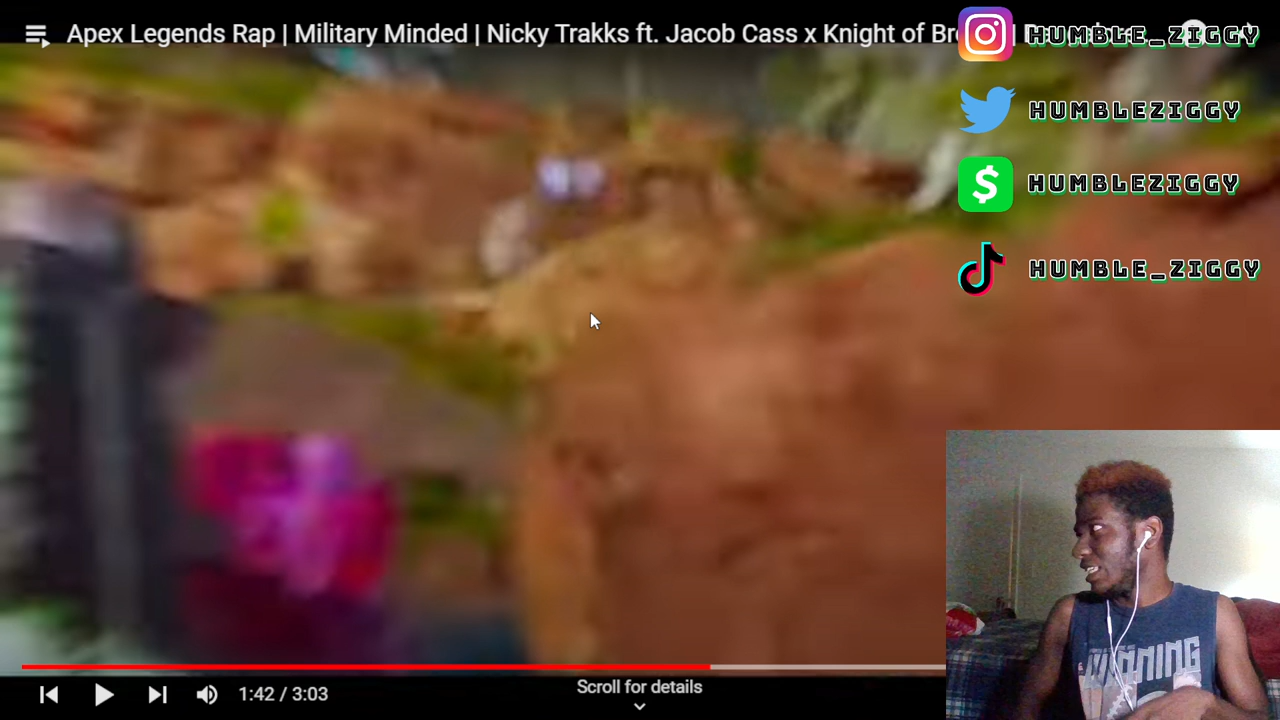 Apex Legends Rap | Military Minded | Nicky Trakks ft. Jacob Cass x Knight of
HUMBLE_ZIGGY
HUMBLEZIGGY
HUMBLEZIGGY
HUMBLE_ZIGGY
WINNING
1:42 / 3:03
Scroll for details